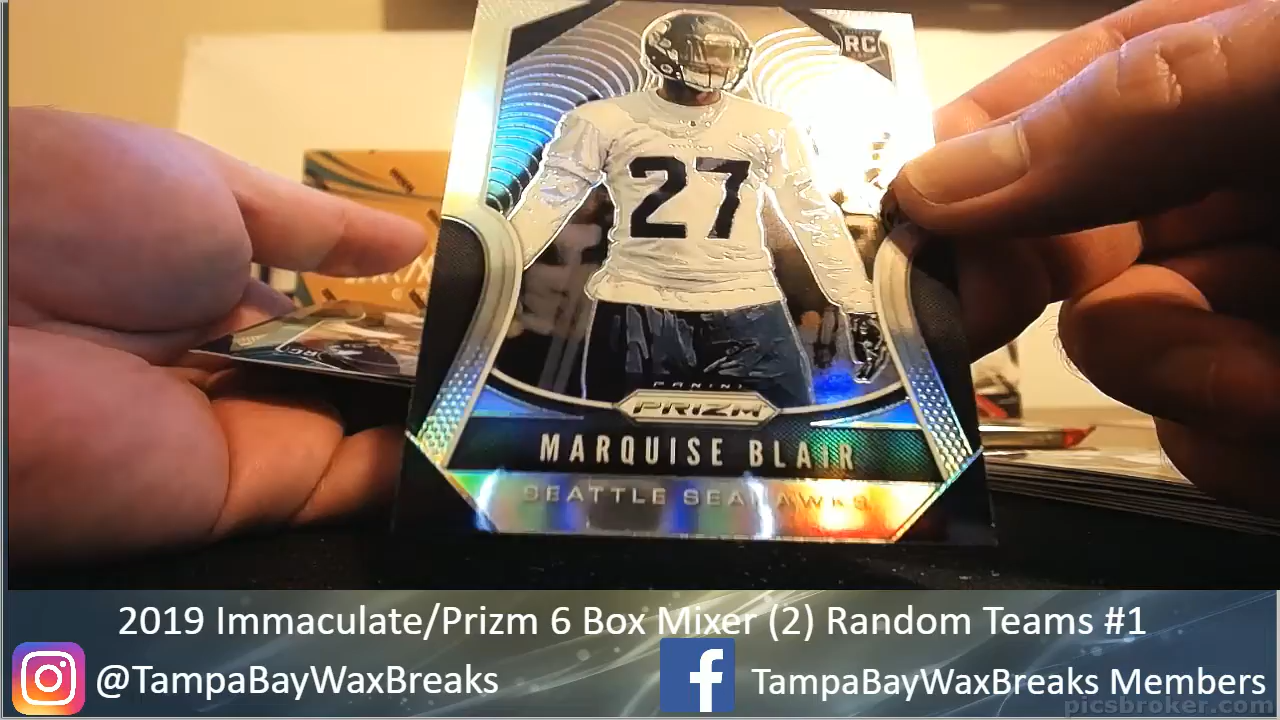 RC
27
PANINI
PRIZM
MARQUISE BLAIR
SEATTLE SEAHAWKS
RC
2019 Immaculate/Prizm 6 Box Mixer (2) Random Teams #1
@TampaBayWaxBreaks
TampaBayWaxBreaks Members
picsbroker.com